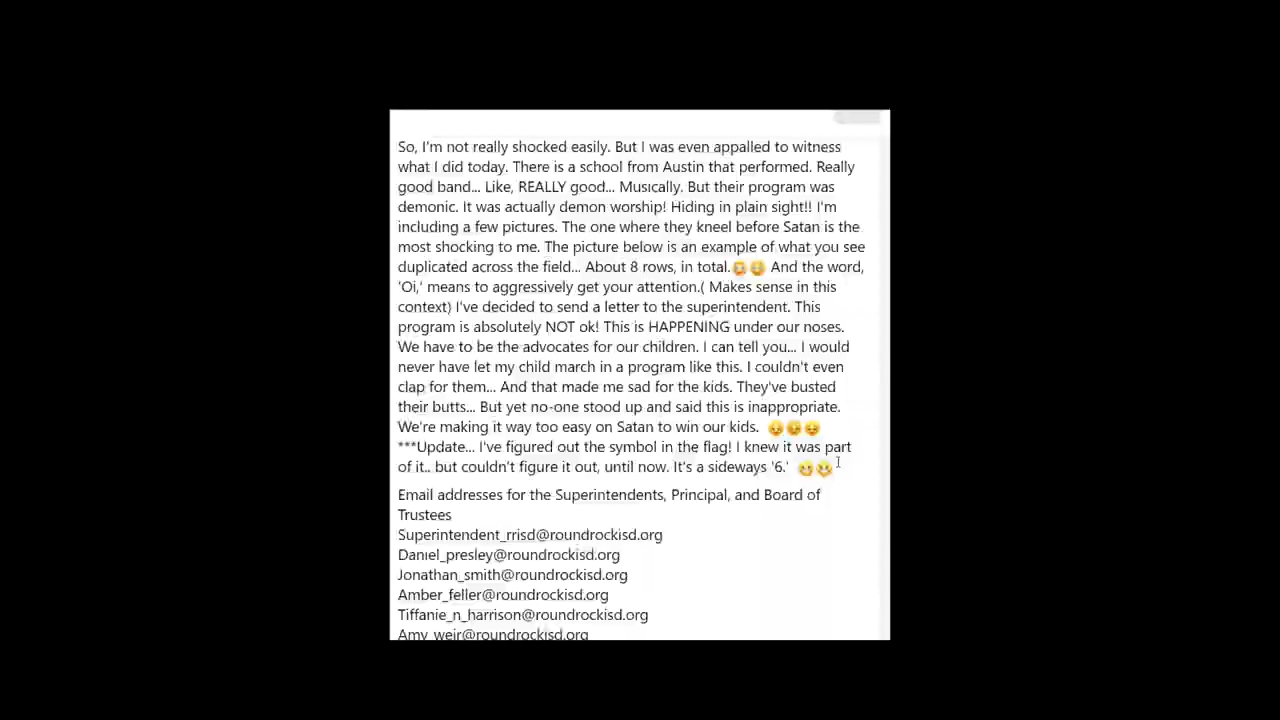 So, I'm not really shocked easily. But I was even appalled to witness
what I did today. There is a school from Austin that performed. Really
good band... Like, REALLY good... Musically. But their program was
demonic. It was actually demon worship! Hiding in plain sight!! I'm
including a few pictures. The one where they kneel before Satan is the
most shocking to me. The picture below is an example of what you see
duplicated across the field... About 8 rows, in total. And the word,
'Oi,' means to aggressively get your attention.( Makes sense in this
context) I've decided to send a letter to the superintendent. This
program is absolutely NOT ok! This is HAPPENING under our noses.
We have to be the advocates for our children. I can tell you... I would
never have let my child march in a program like this. I couldn't even
clap for them... And that made me sad for the kids. They've busted
their butts... But yet no-one stood up and said this is inappropriate.
We're making it way too easy on Satan to win our kids.
***Update... I've figured out the symbol in the flag! I knew it was part
of it.. but couldn't figure it out, until now. It's a sideways '6.'
Email addresses for the Superintendents, Principal, and Board of
Trustees
Superintendent_rrisd@roundrockisd.org
Daniel_presley@roundrockisd.org
Jonathan_smith@roundrockisd.org
Amber_feller@roundrockisd.org
Tiffanie_n_harrison@roundrockisd.org
Amy_weir@roundrockisd.org